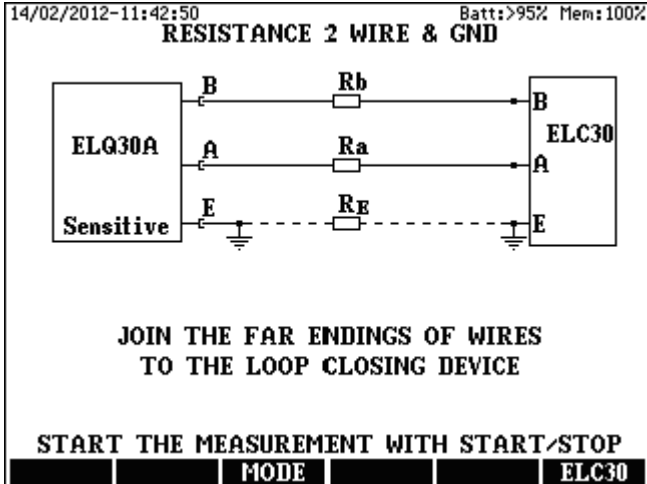 14/02/2012-11:42:50 Batt:>95% Mem:100%
RESISTANCE 2 WIRE & GND
B Rb B
ELQ30A ELC30
A Ra A
E RE E
Sensitive
JOIN THE FAR ENDINGS OF WIRES
TO THE LOOP CLOSING DEVICE
START THE MEASUREMENT WITH START/STOP
MODE ELC30